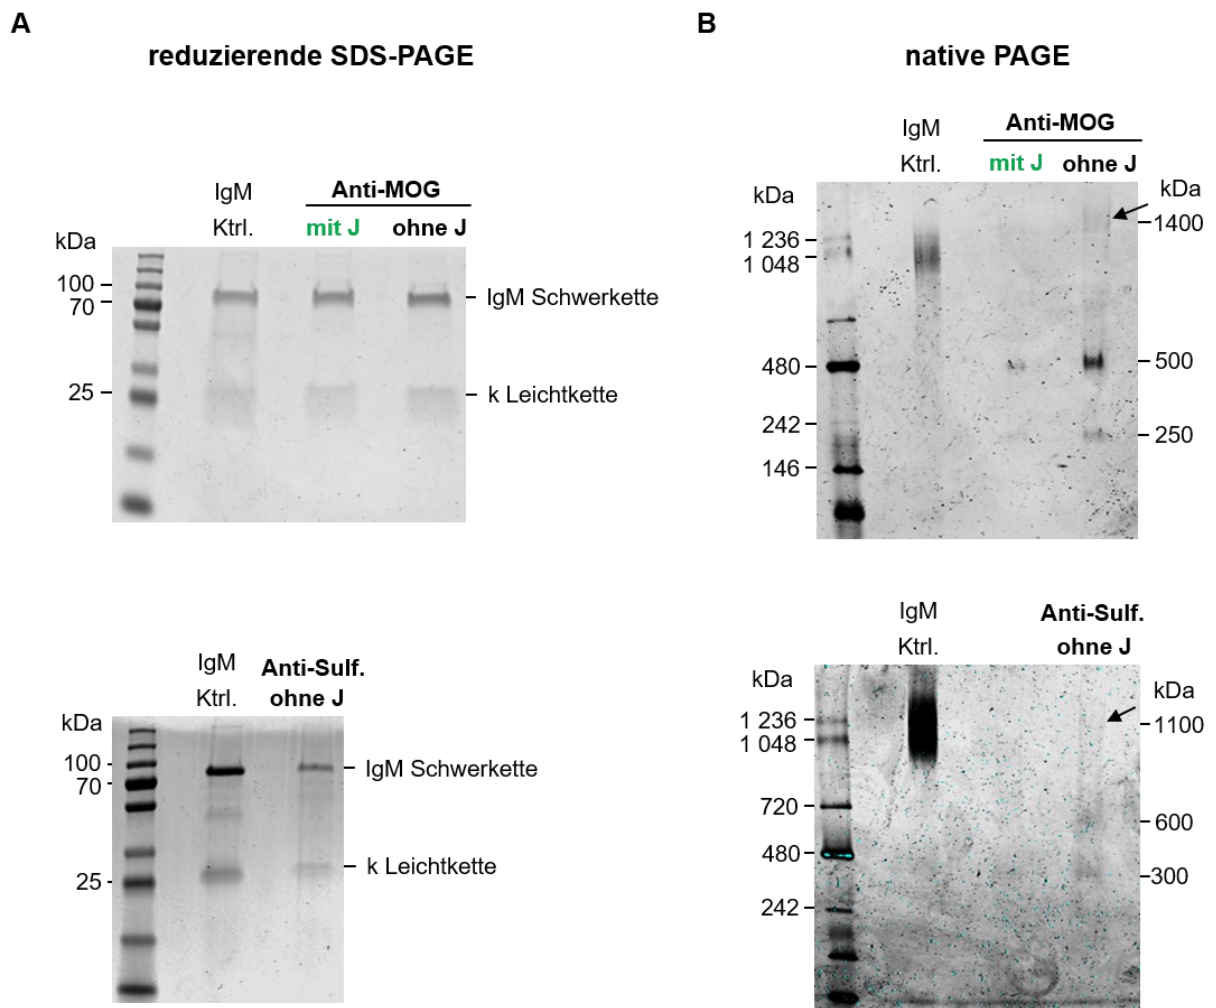 A
reduzierende SDS-PAGE
IgM
Ktrl.
Anti-MOG
mit J
ohne J
kDa
100
70
25
IgM Schwerkette
k Leichtkette
IgM
Ktrl.
Anti-Sulf.
ohne J
kDa
100
70
25
IgM Schwerkette
k Leichtkette
B
native PAGE
IgM
Ktrl.
Anti-MOG
mit J
ohne J
kDa
1 236
1 048
480
242
146
kDa
1400
500
250
IgM
Ktrl.
Anti-Sulf.
ohne J
kDa
1 236
1 048
720
480
242
kDa
1100
600
300